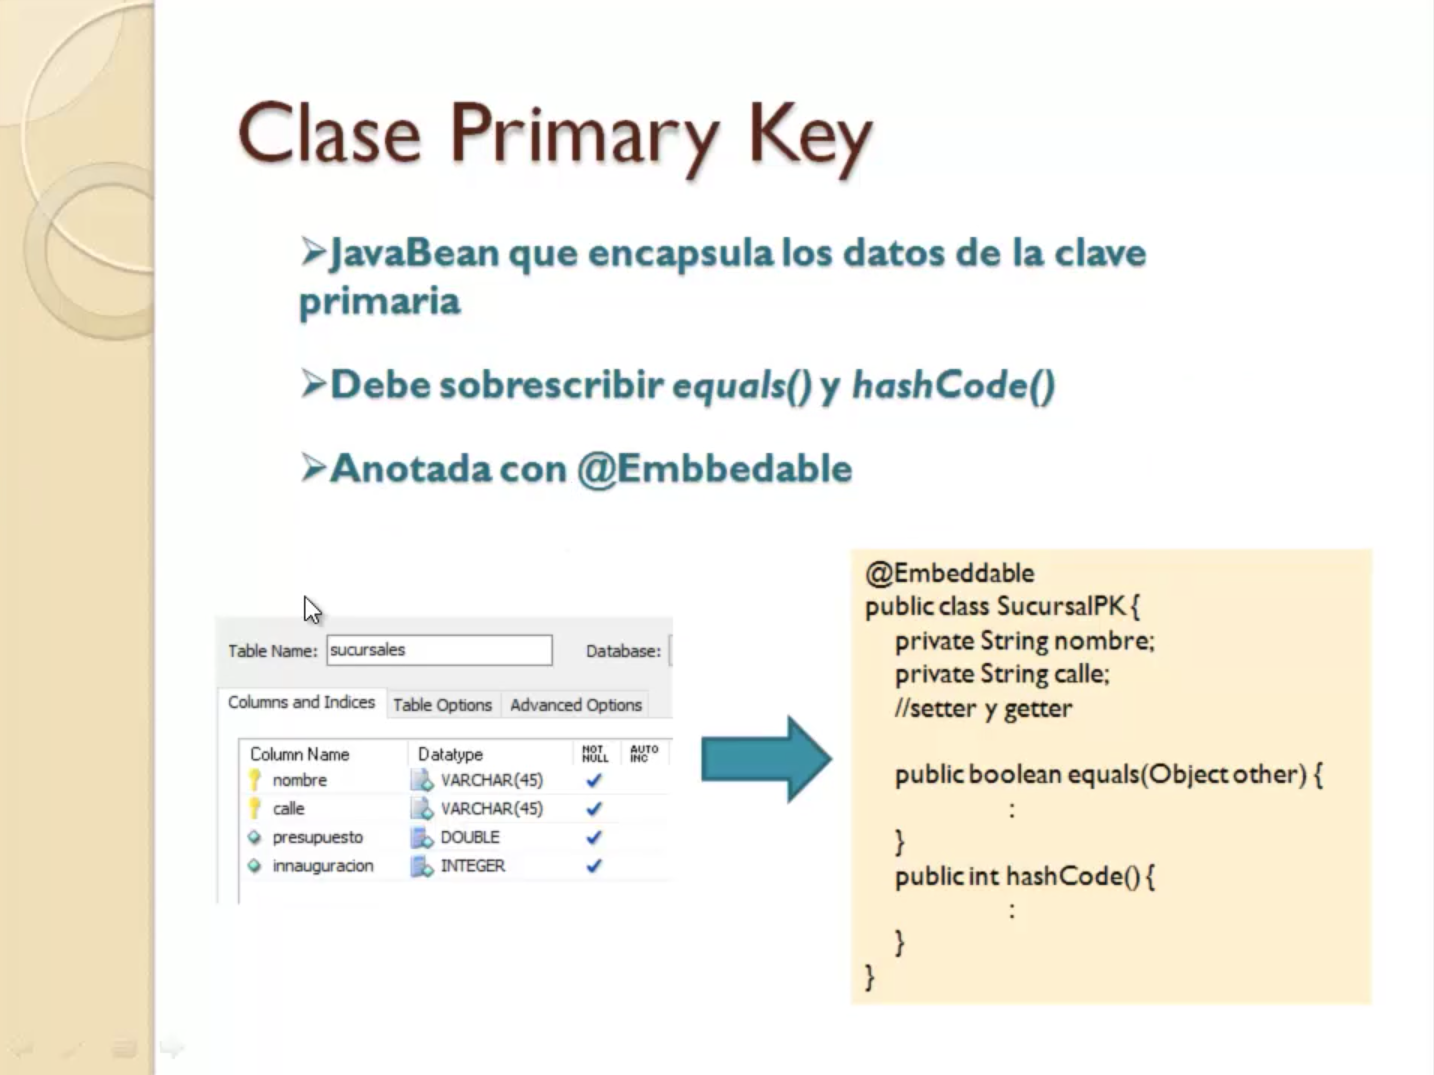 Clase Primary Key
➢JavaBean que encapsula los datos de la clave
primaria
➢Debe sobrescribir equals() y hashCode()
➢Anotada con @Embbedable
Table Name: sucursales Database:
Columns and Indices Table Options Advanced Options
Column Name Datatype NOT NULL AUTO INC
nombre VARCHAR(45)
calle VARCHAR(45)
presupuesto DOUBLE
innauguracion INTEGER
@Embeddable
public class SucursalPK {
private String nombre;
private String calle;
//setter y getter
public boolean equals(Object other) {
:
}
public int hashCode() {
:
}
}